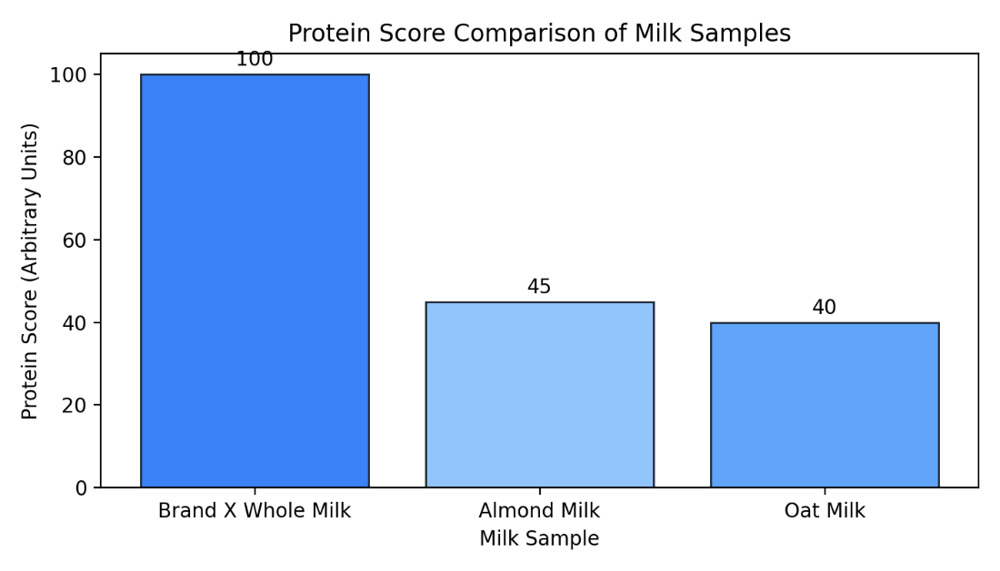 Protein Score Comparison of Milk Samples
Protein Score (Arbitrary Units)
100
80
60
40
20
0
100
45
40
Brand X Whole Milk
Almond Milk
Oat Milk
Milk Sample